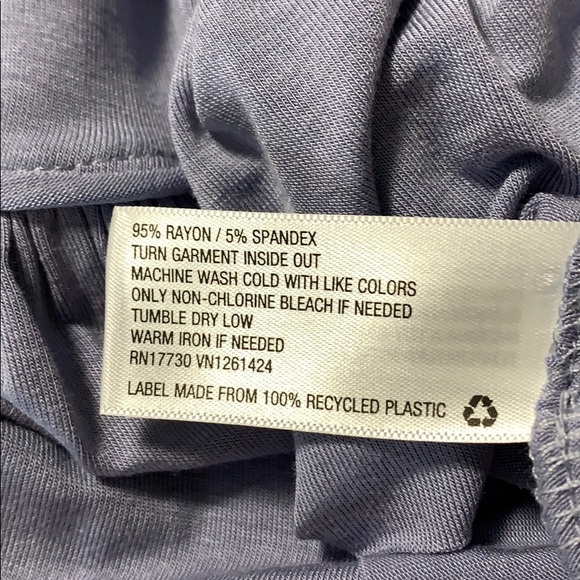 95% RAYON / 5% SPANDEX
TURN GARMENT INSIDE OUT
MACHINE WASH COLD WITH LIKE COLORS
ONLY NON-CHLORINE BLEACH IF NEEDED
TUMBLE DRY LOW
WARM IRON IF NEEDED
RN17730 VN1261424
LABEL MADE FROM 100% RECYCLED PLASTIC